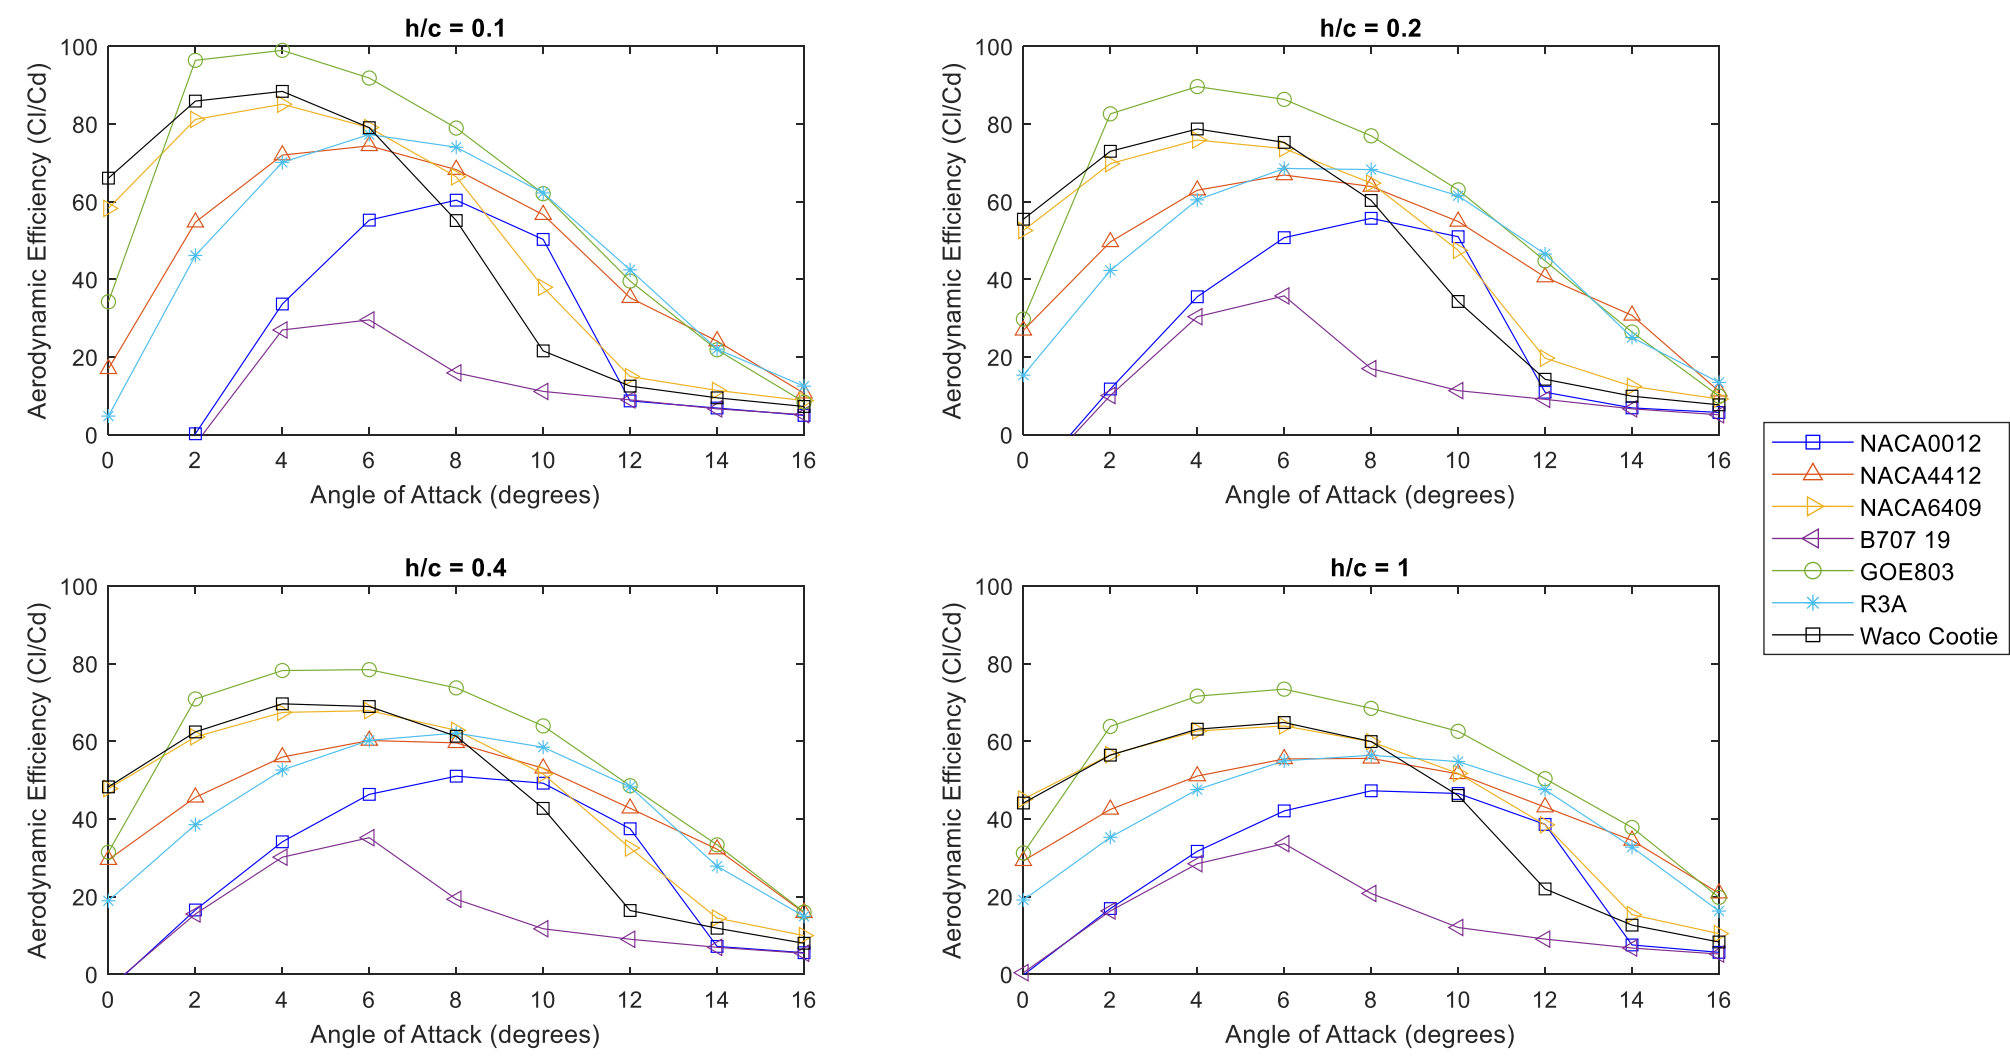 h/c = 0.1
100
80
60
40
20
0
0 2 4 6 8 10 12 14 16
Aerodynamic Efficiency (Cl/Cd)
Angle of Attack (degrees)
h/c = 0.2
100
80
60
40
20
0
0 2 4 6 8 10 12 14 16
Aerodynamic Efficiency (Cl/Cd)
Angle of Attack (degrees)
h/c = 0.4
100
80
60
40
20
0
0 2 4 6 8 10 12 14 16
Aerodynamic Efficiency (Cl/Cd)
Angle of Attack (degrees)
h/c = 1
100
80
60
40
20
0
0 2 4 6 8 10 12 14 16
Aerodynamic Efficiency (Cl/Cd)
Angle of Attack (degrees)
NACA0012
NACA4412
NACA6409
B707 19
GOE803
R3A
Waco Cootie